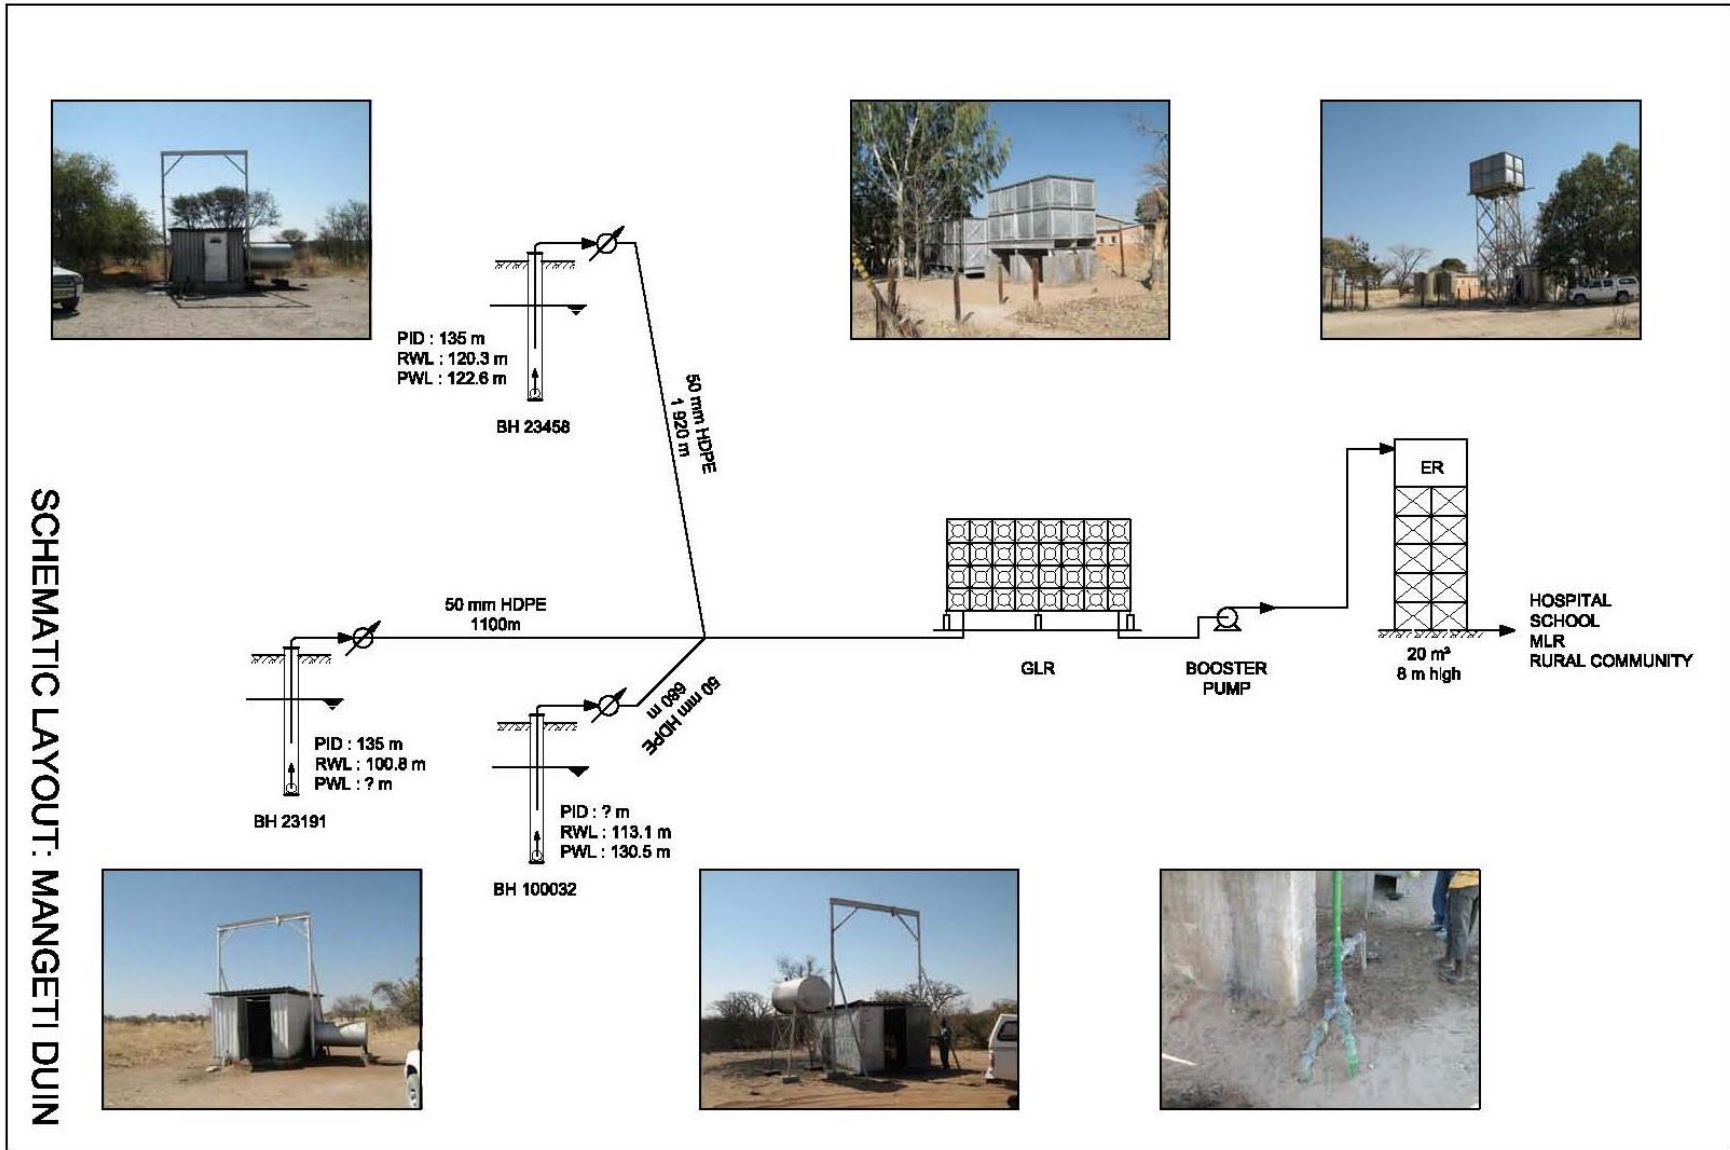 SCHEMATIC LAYOUT: MANGETI DUIN
PID : 135 m
RWL : 120.3 m
PWL : 122.6 m
BH 23458
50 mm HDPE
1 920 m
50 mm HDPE
1100m
PID : 135 m
RWL : 100.8 m
PWL : ? m
BH 23191
50 mm HDPE
680 m
PID : ? m
RWL : 113.1 m
PWL : 130.5 m
BH 100032
GLR
BOOSTER
PUMP
ER
20 m³
8 m high
HOSPITAL
SCHOOL
MLR
RURAL COMMUNITY